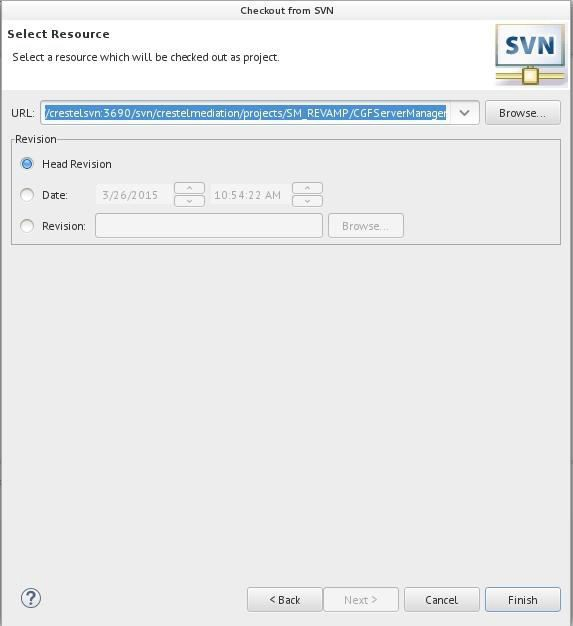 Checkout from SVN
Select Resource
Select a resource which will be checked out as project.
SVN
URL: /crestelsvn:3690/svn/crestelmediation/projects/SM_REVAMP/CGFServerManager Browse...
Revision
Head Revision
Date: 3/26/2015 10:54:22 AM
Revision: Browse...
? < Back Next > Cancel Finish